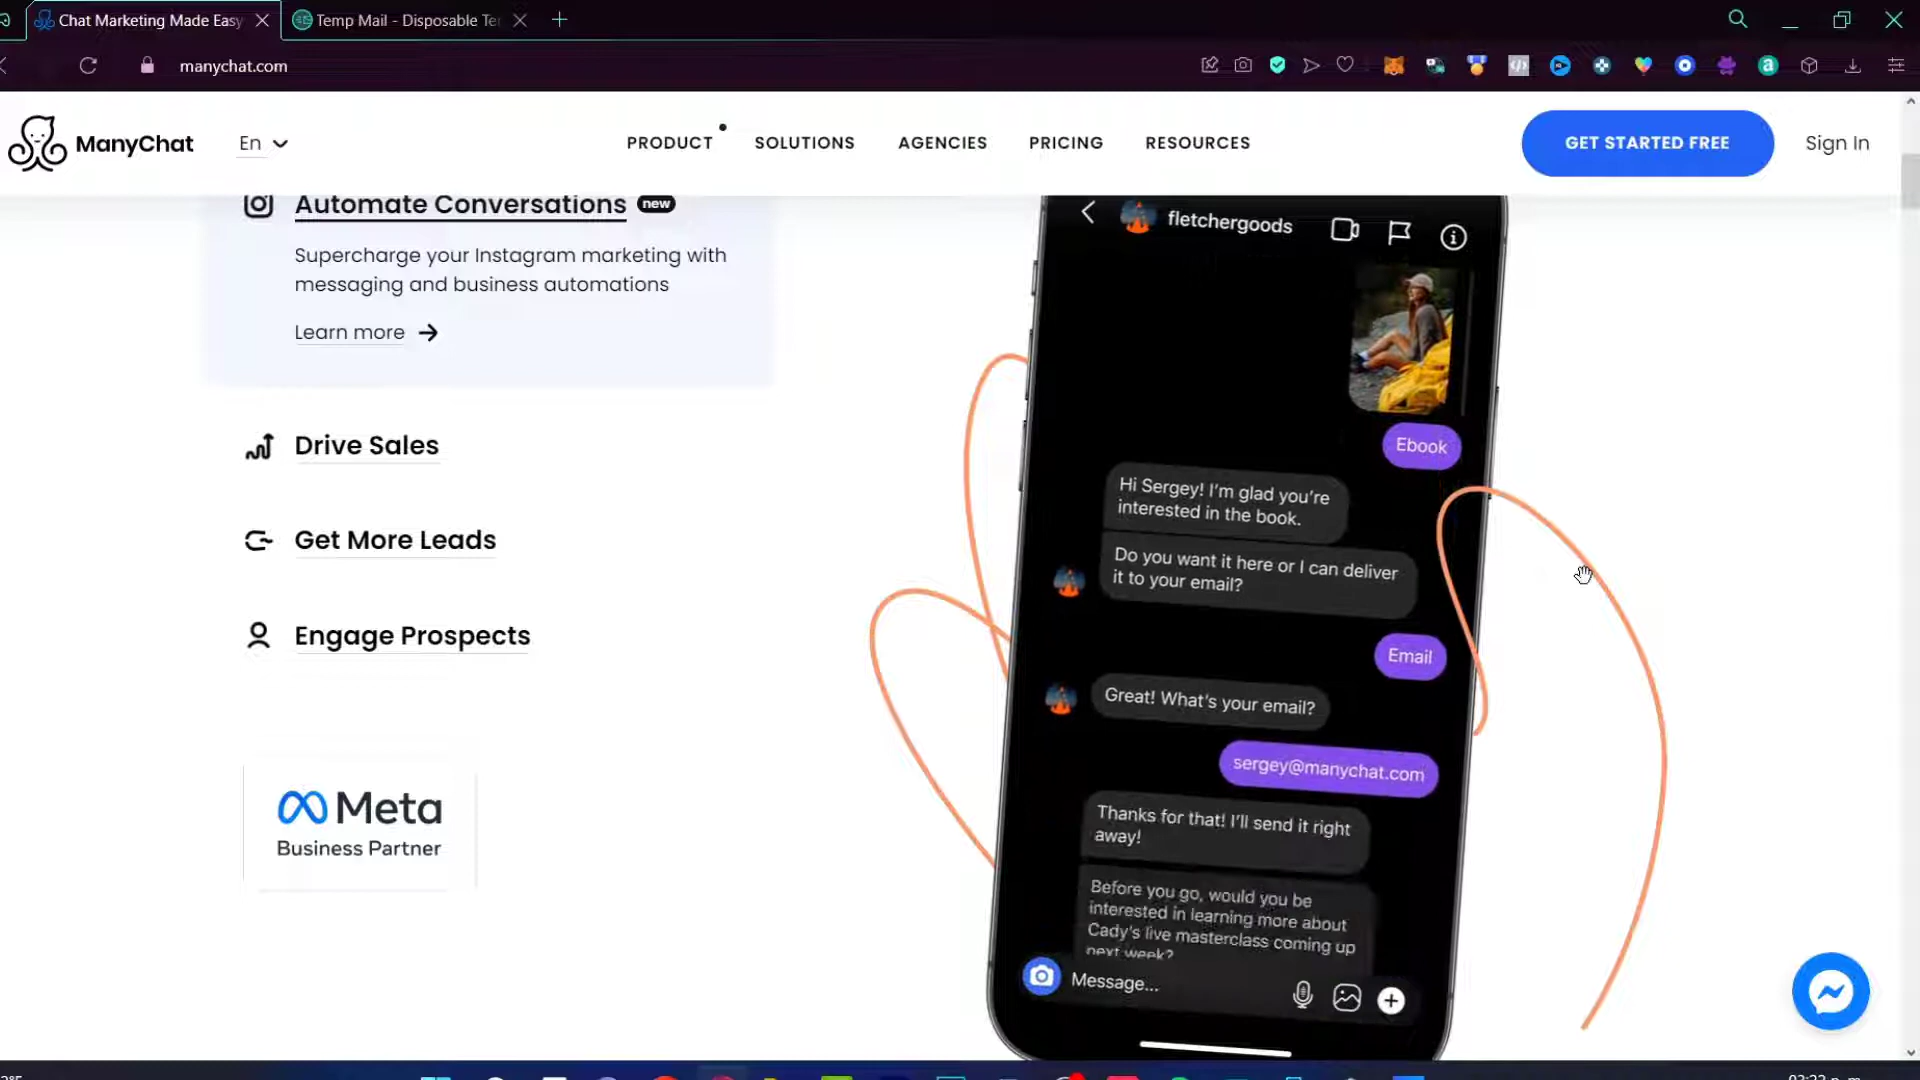 Chat Marketing Made Easy
Temp Mail - Disposable Te
manychat.com
ManyChat
En
PRODUCT
SOLUTIONS
AGENCIES
PRICING
RESOURCES
GET STARTED FREE
Sign In
Automate Conversations
new
Supercharge your Instagram marketing with
messaging and business automations
Learn more
Drive Sales
Get More Leads
Engage Prospects
Meta
Business Partner
fletchergoods
Ebook
Hi Sergey! I'm glad you're
interested in the book.
Do you want it here or I can deliver
it to your email?
Email
Great! What's your email?
sergey@manychat.com
Thanks for that! I'll send it right
away!
Before you go, would you be
interested in learning more about
Cady's live masterclass coming up
next week?
Message...